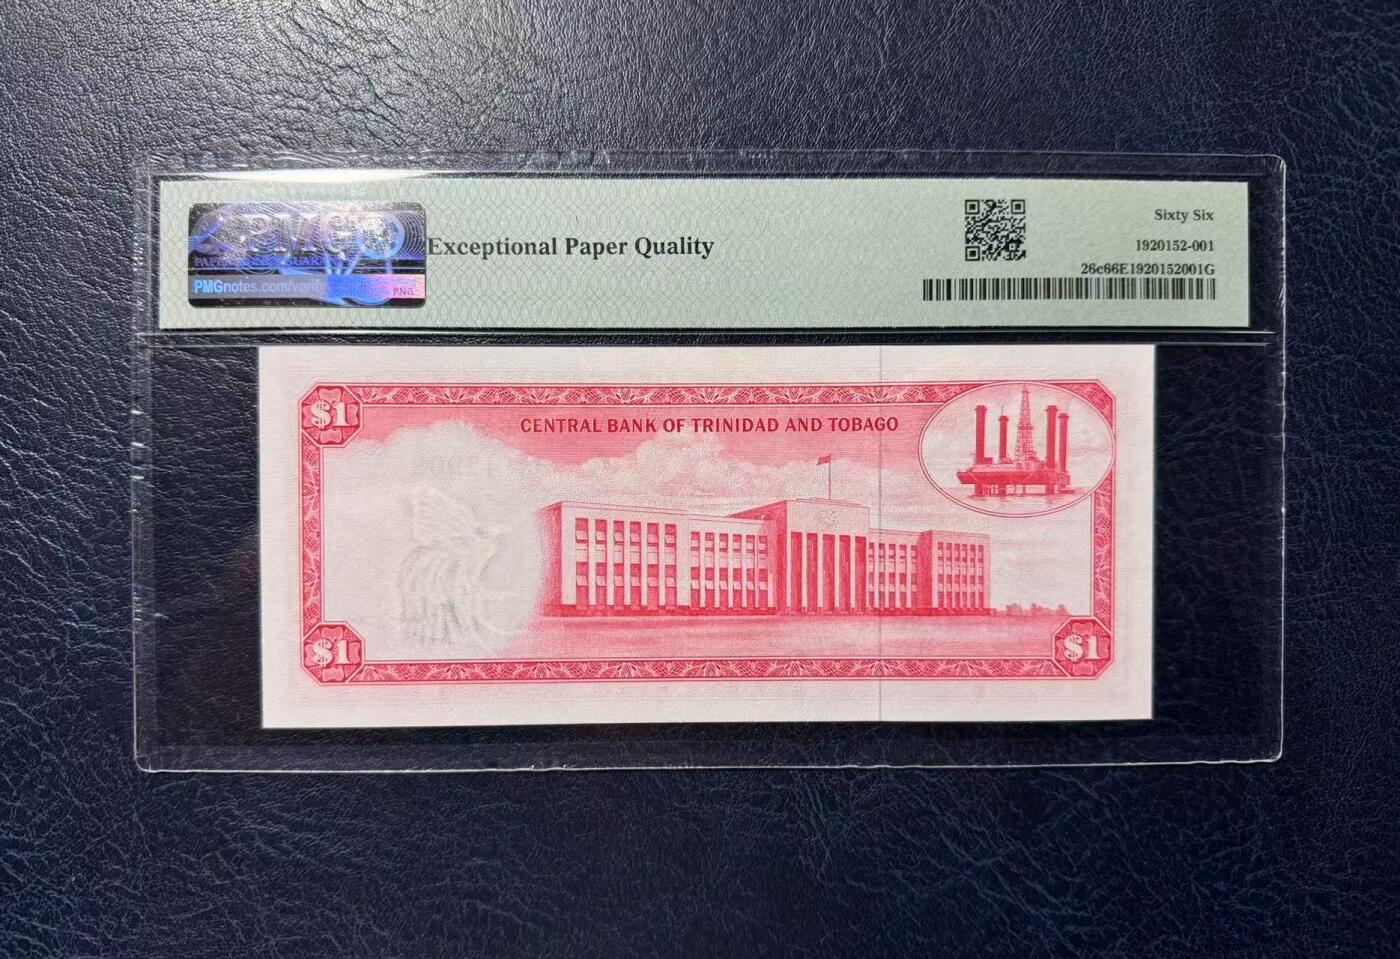 PMG
PMGnotes.com/verify
PMG
Exceptional Paper Quality
Sixty Six
1920152-001
26c66E1920152001G
$1
CENTRAL BANK OF TRINIDAD AND TOBAGO
$1
$1